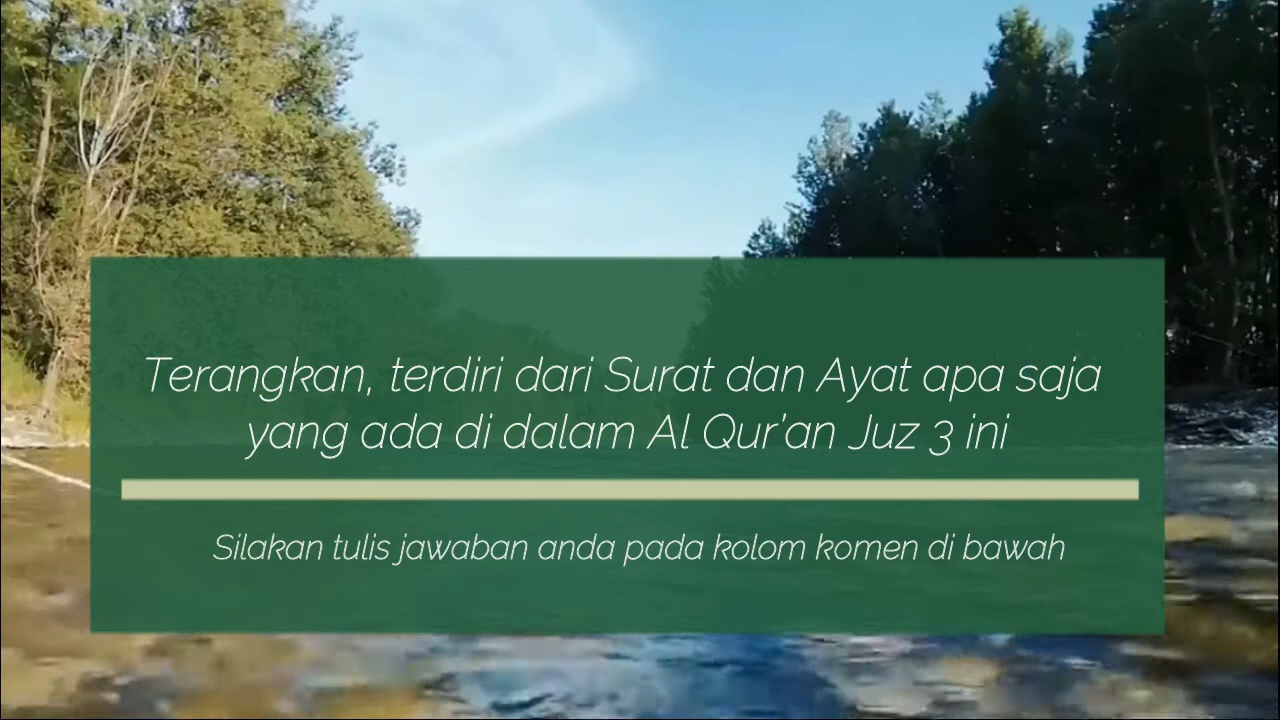 Terangkan, terdiri dari Surat dan Ayat apa saja
yang ada di dalam Al Qur'an Juz 3 ini
Silakan tulis jawaban anda pada kolom komen di bawah